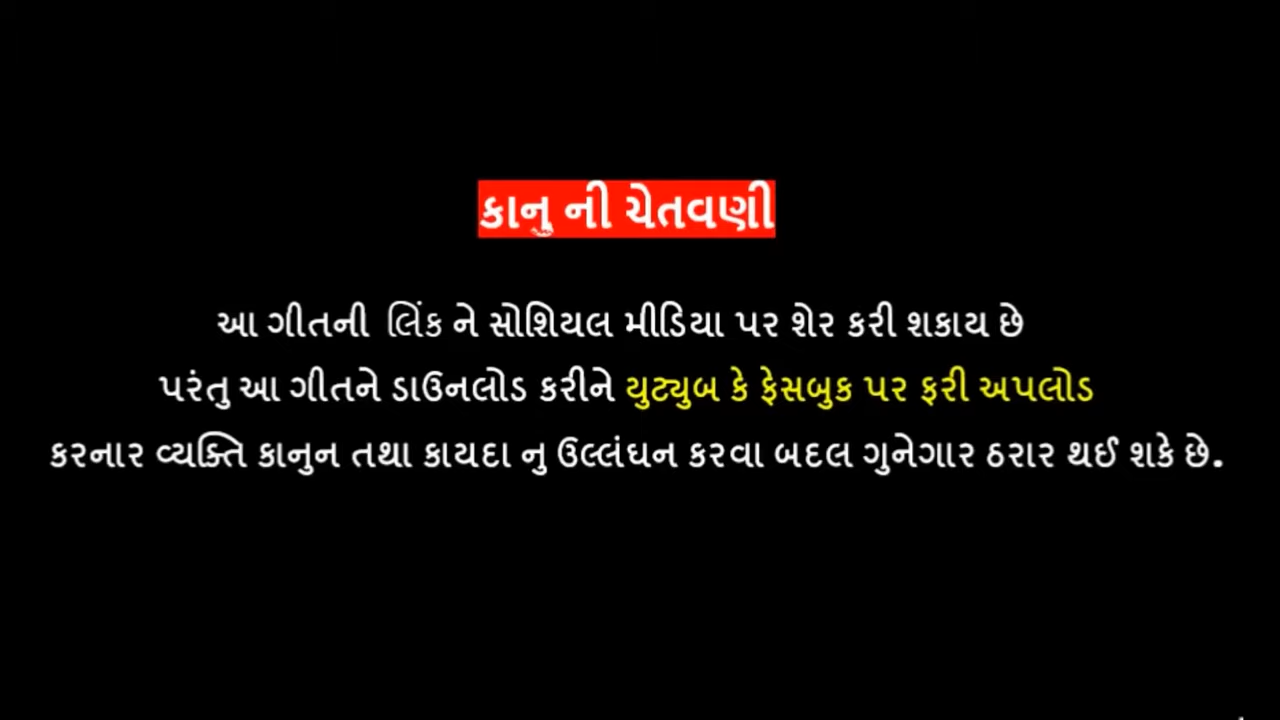 કાનુ ની ચેતવણી
આ ગીતની લિંક ને સોશિયલ મીડિયા પર શેર કરી શકાય છે
પરંતુ આ ગીતને ડાઉનલોડ કરીને યુટ્યુબ કે ફેસબુક પર ફરી અપલોડ
કરનાર વ્યક્તિ કાનુન તથા કાયદા નુ ઉલ્લંઘન કરવા બદલ ગુનેગાર ઠરાર થઈ શકે છે.